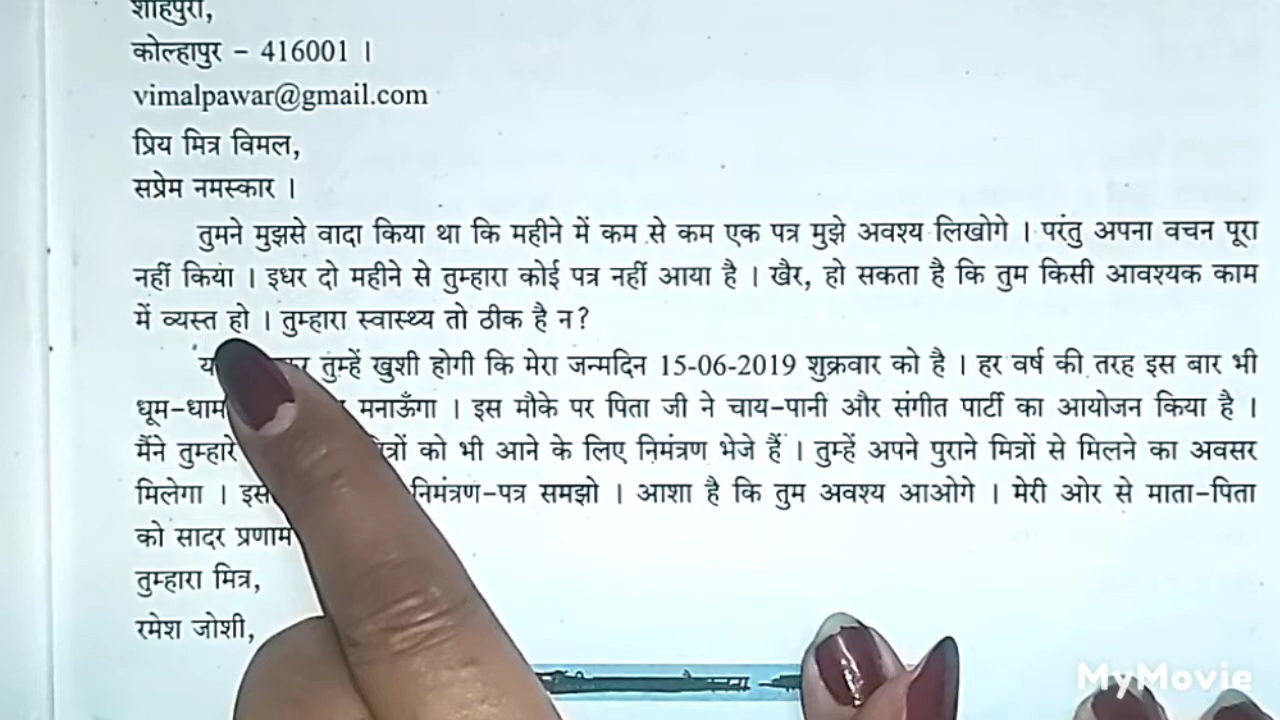 शाहपुरी,
कोल्हापुर – 416001 ।
vimalpawar@gmail.com
प्रिय मित्र विमल,
सप्रेम नमस्कार ।
तुमने मुझसे वादा किया था कि महीने में कम से कम एक पत्र मुझे अवश्य लिखोगे । परंतु अपना वचन पूरा
नहीं किया । इधर दो महीने से तुम्हारा कोई पत्र नहीं आया है । खैर, हो सकता है कि तुम किसी आवश्यक काम
में व्यस्त हो । तुम्हारा स्वास्थ्य तो ठीक है न?
तुम्हें खुशी होगी कि मेरा जन्मदिन 15-06-2019 शुक्रवार को है । हर वर्ष की तरह इस बार भी
धूम-धाम मनाऊँगा । इस मौके पर पिता जी ने चाय-पानी और संगीत पार्टी का आयोजन किया है ।
मैंने तुम्हारे को भी आने के लिए निमंत्रण भेजे हैं । तुम्हें अपने पुराने मित्रों से मिलने का अवसर
मिलेगा । इस निमंत्रण-पत्र समझो । आशा है कि तुम अवश्य आओगे । मेरी ओर से माता-पिता
को सादर प्रणाम
तुम्हारा मित्र,
रमेश जोशी,
MyMovie